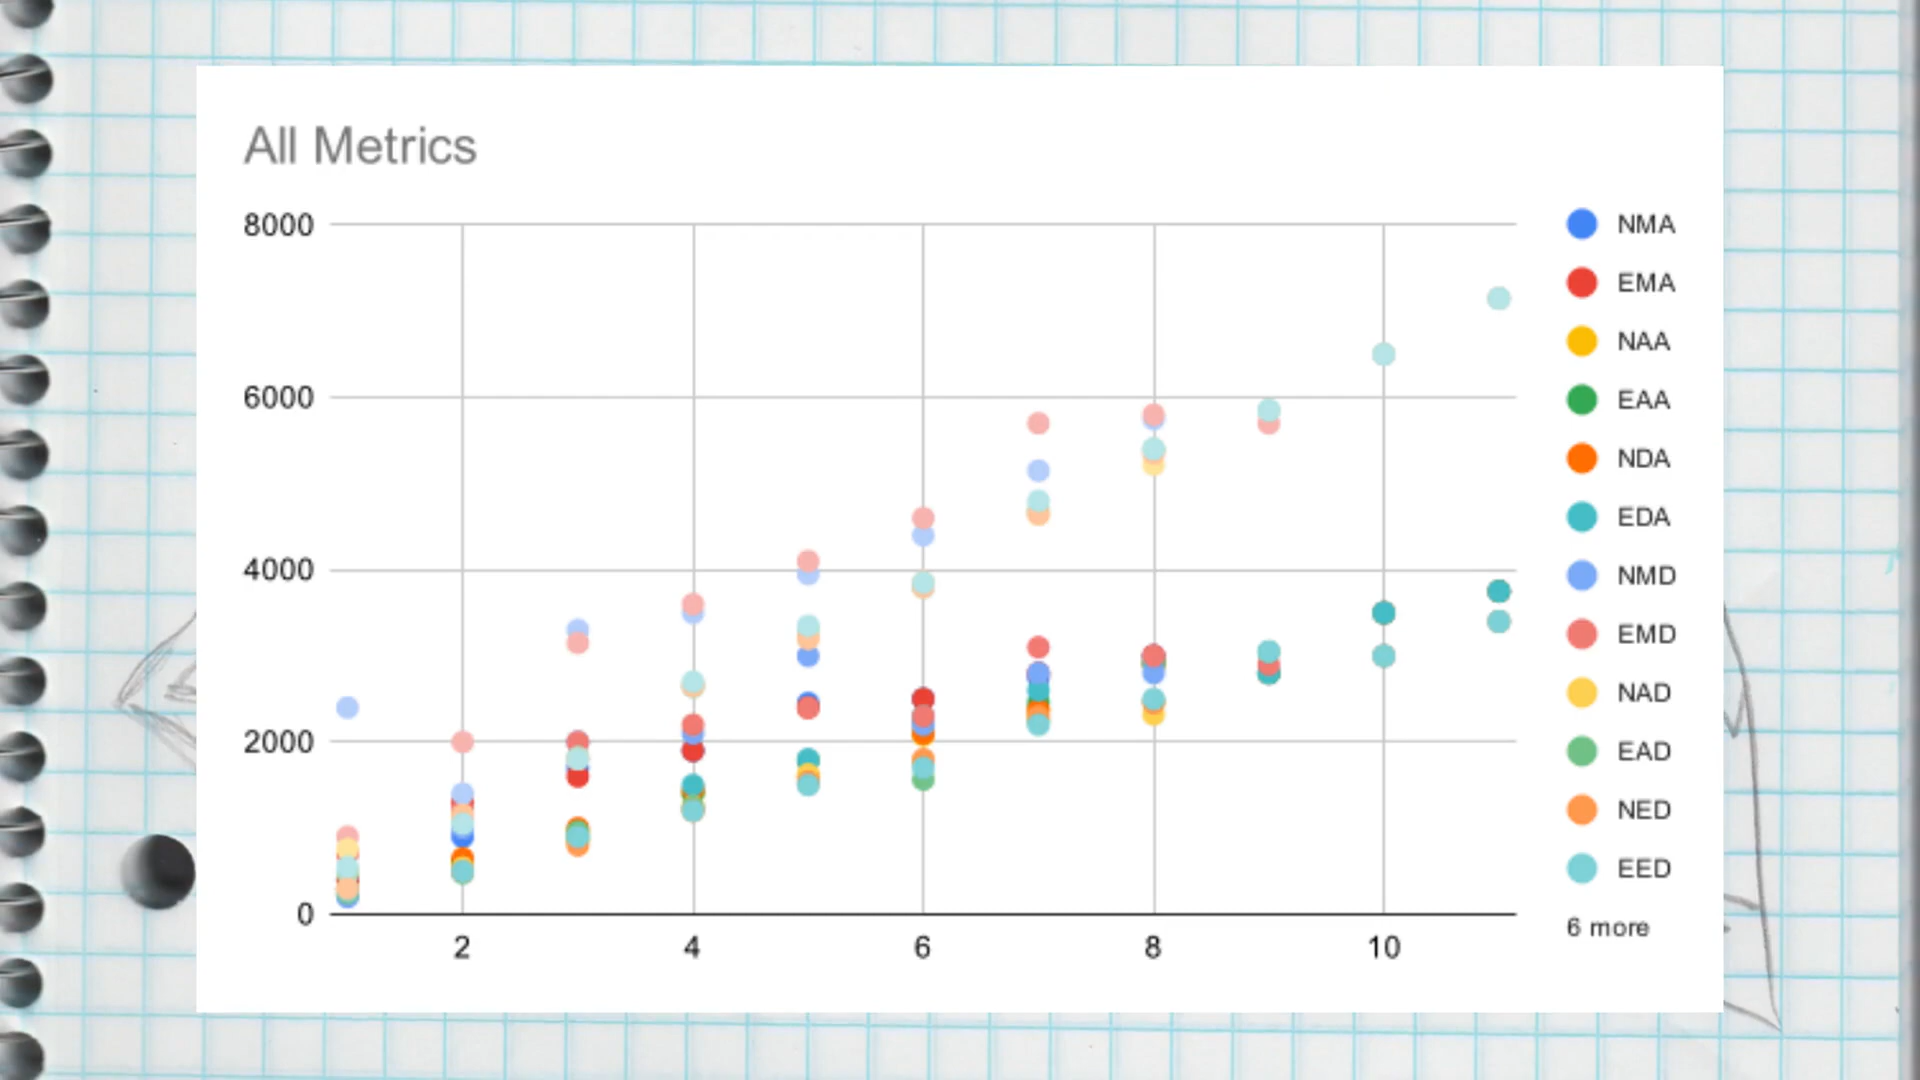 All Metrics
8000
6000
4000
2000
0
2 4 6 8 10
NMA
EMA
NAA
EAA
NDA
EDA
NMD
EMD
NAD
EAD
NED
EED
6 more